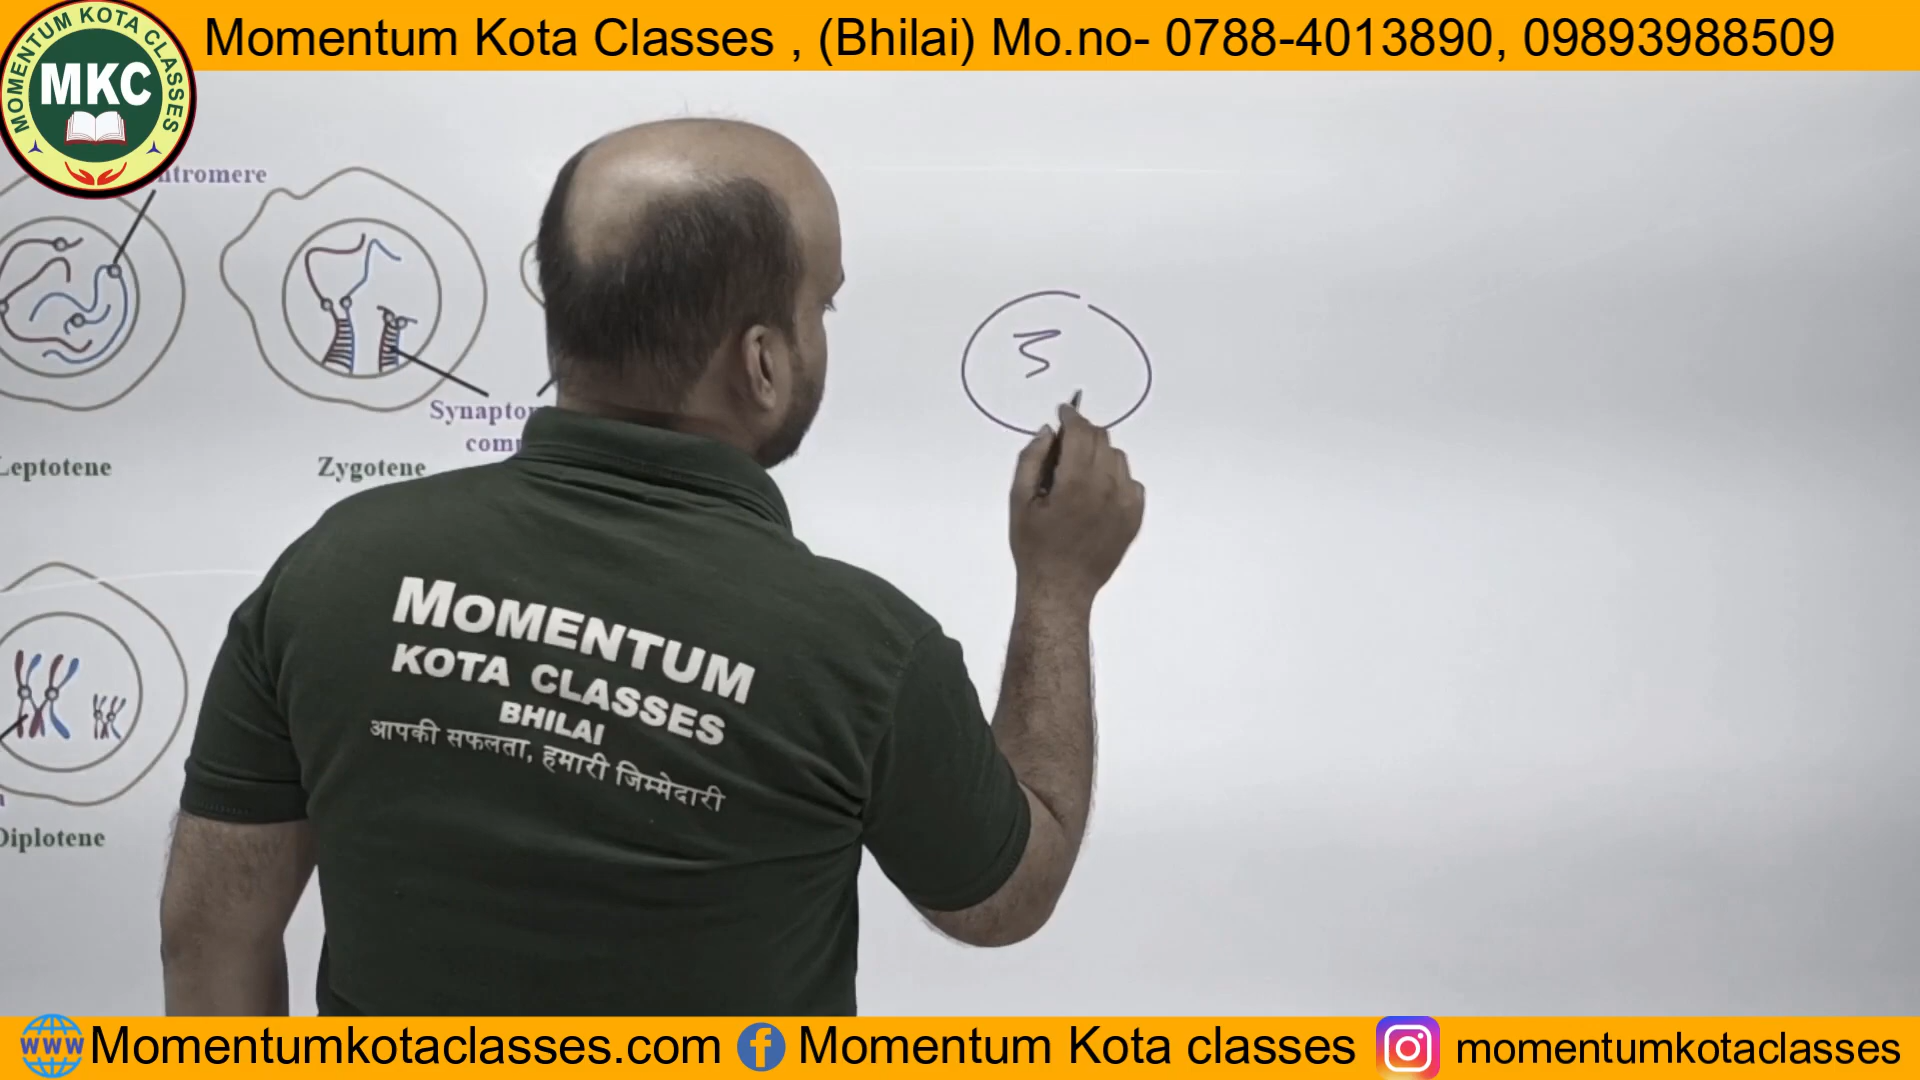 Momentum Kota Classes , (Bhilai) Mo.no- 0788-4013890, 09893988509
MOMENTUM KOTA CLASSES
MKC
ntromere
Synapto
com
Leptotene
Zygotene
MOMENTUM
KOTA CLASSES
BHILAI
आपकी सफलता, हमारी जिम्मेदारी
Diplotene
www Momentumkotaclasses.com f Momentum Kota classes momentumkotaclasses